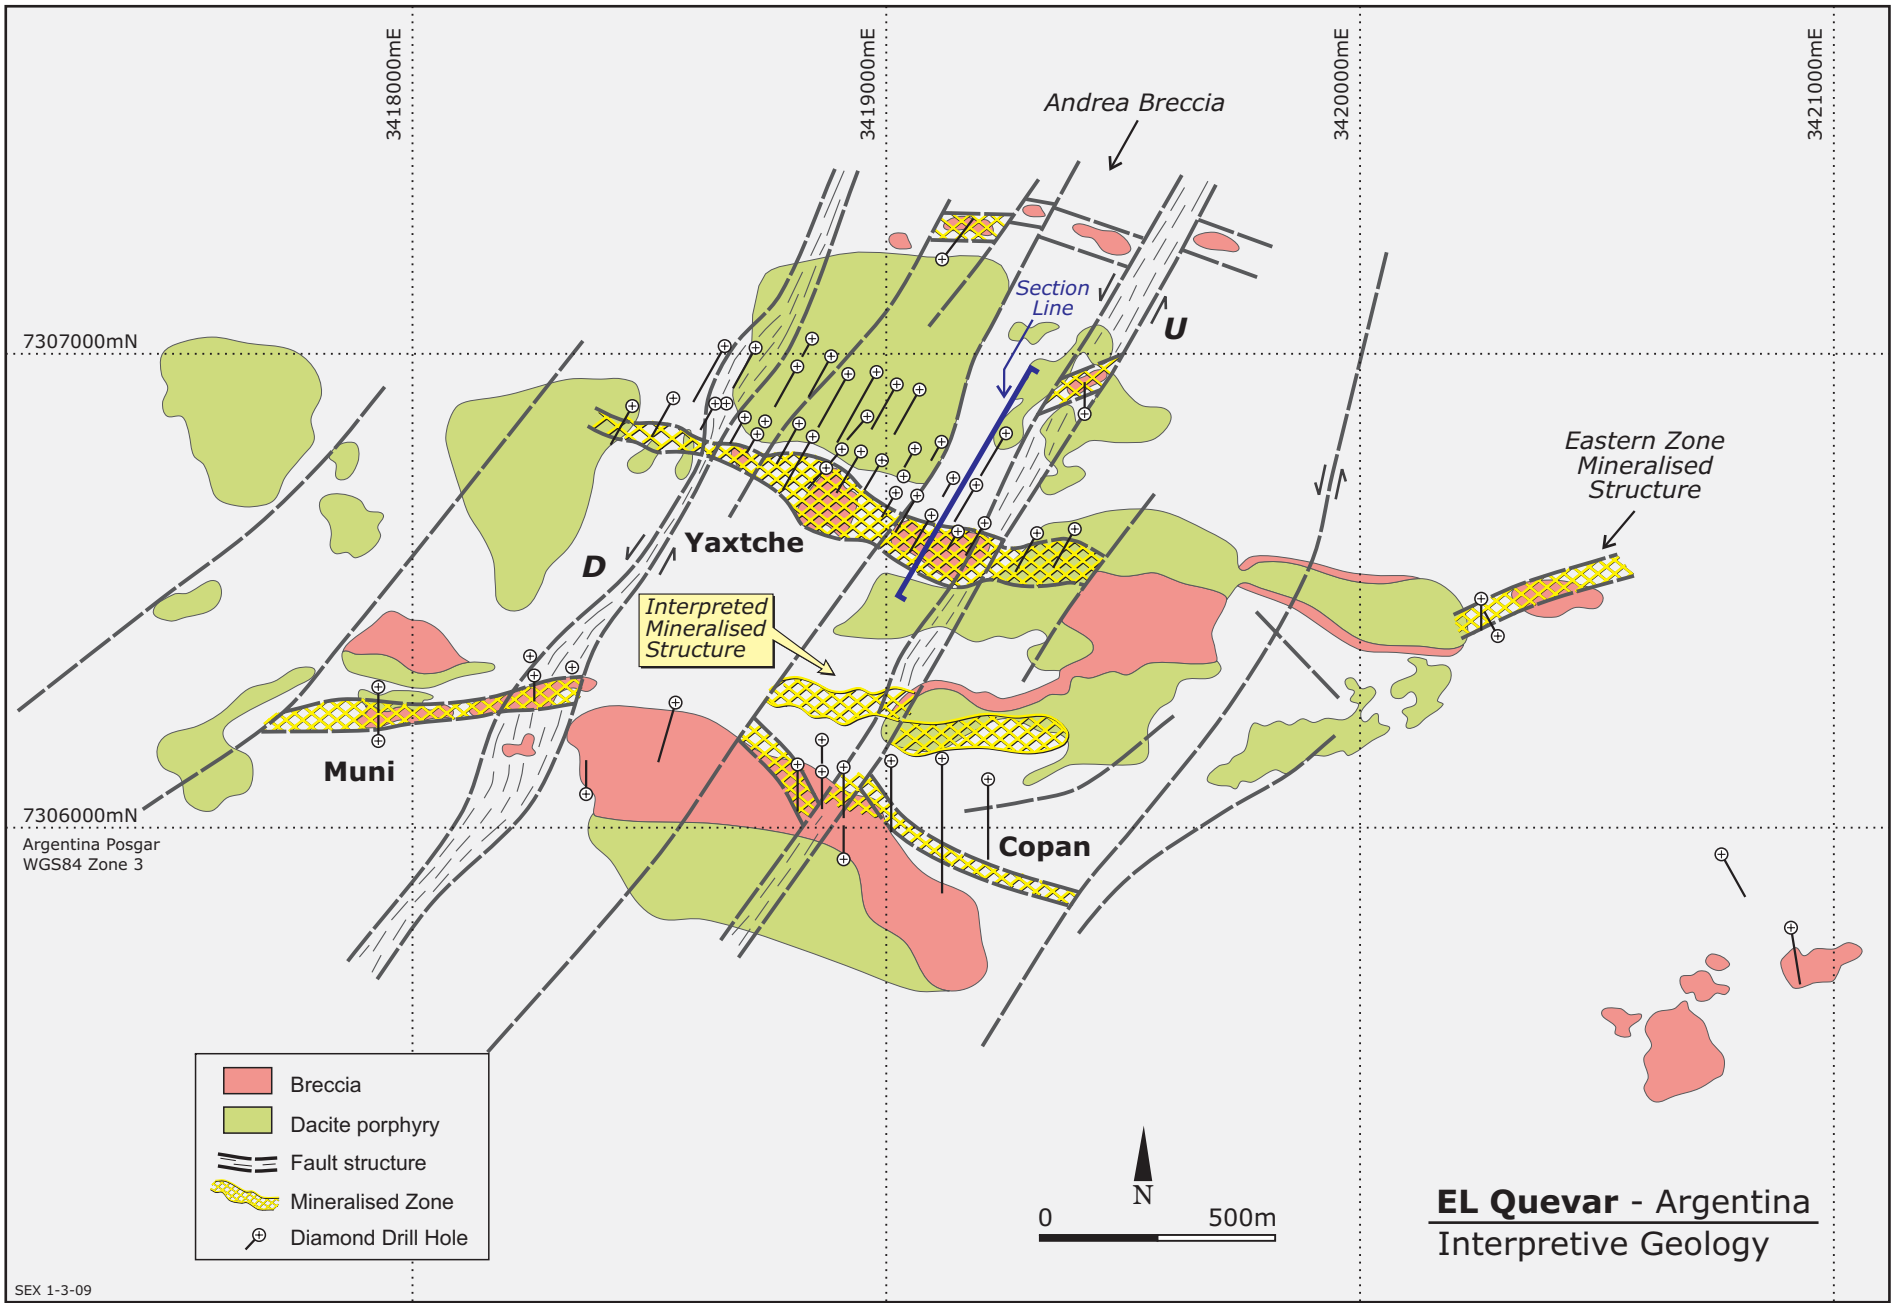 3418000mE
3419000mE
3420000mE
3421000mE
Andrea Breccia
Section
Line
7307000mN
U
Eastern Zone
Mineralised
Structure
Yaxtche
D
Interpreted
Mineralised
Structure
Muni
7306000mN
Argentina Posgar
WGS84 Zone 3
Copan
Breccia
Dacite porphyry
Fault structure
Mineralised Zone
Diamond Drill Hole
N
0 500m
EL Quevar - Argentina
Interpretive Geology
SEX 1-3-09